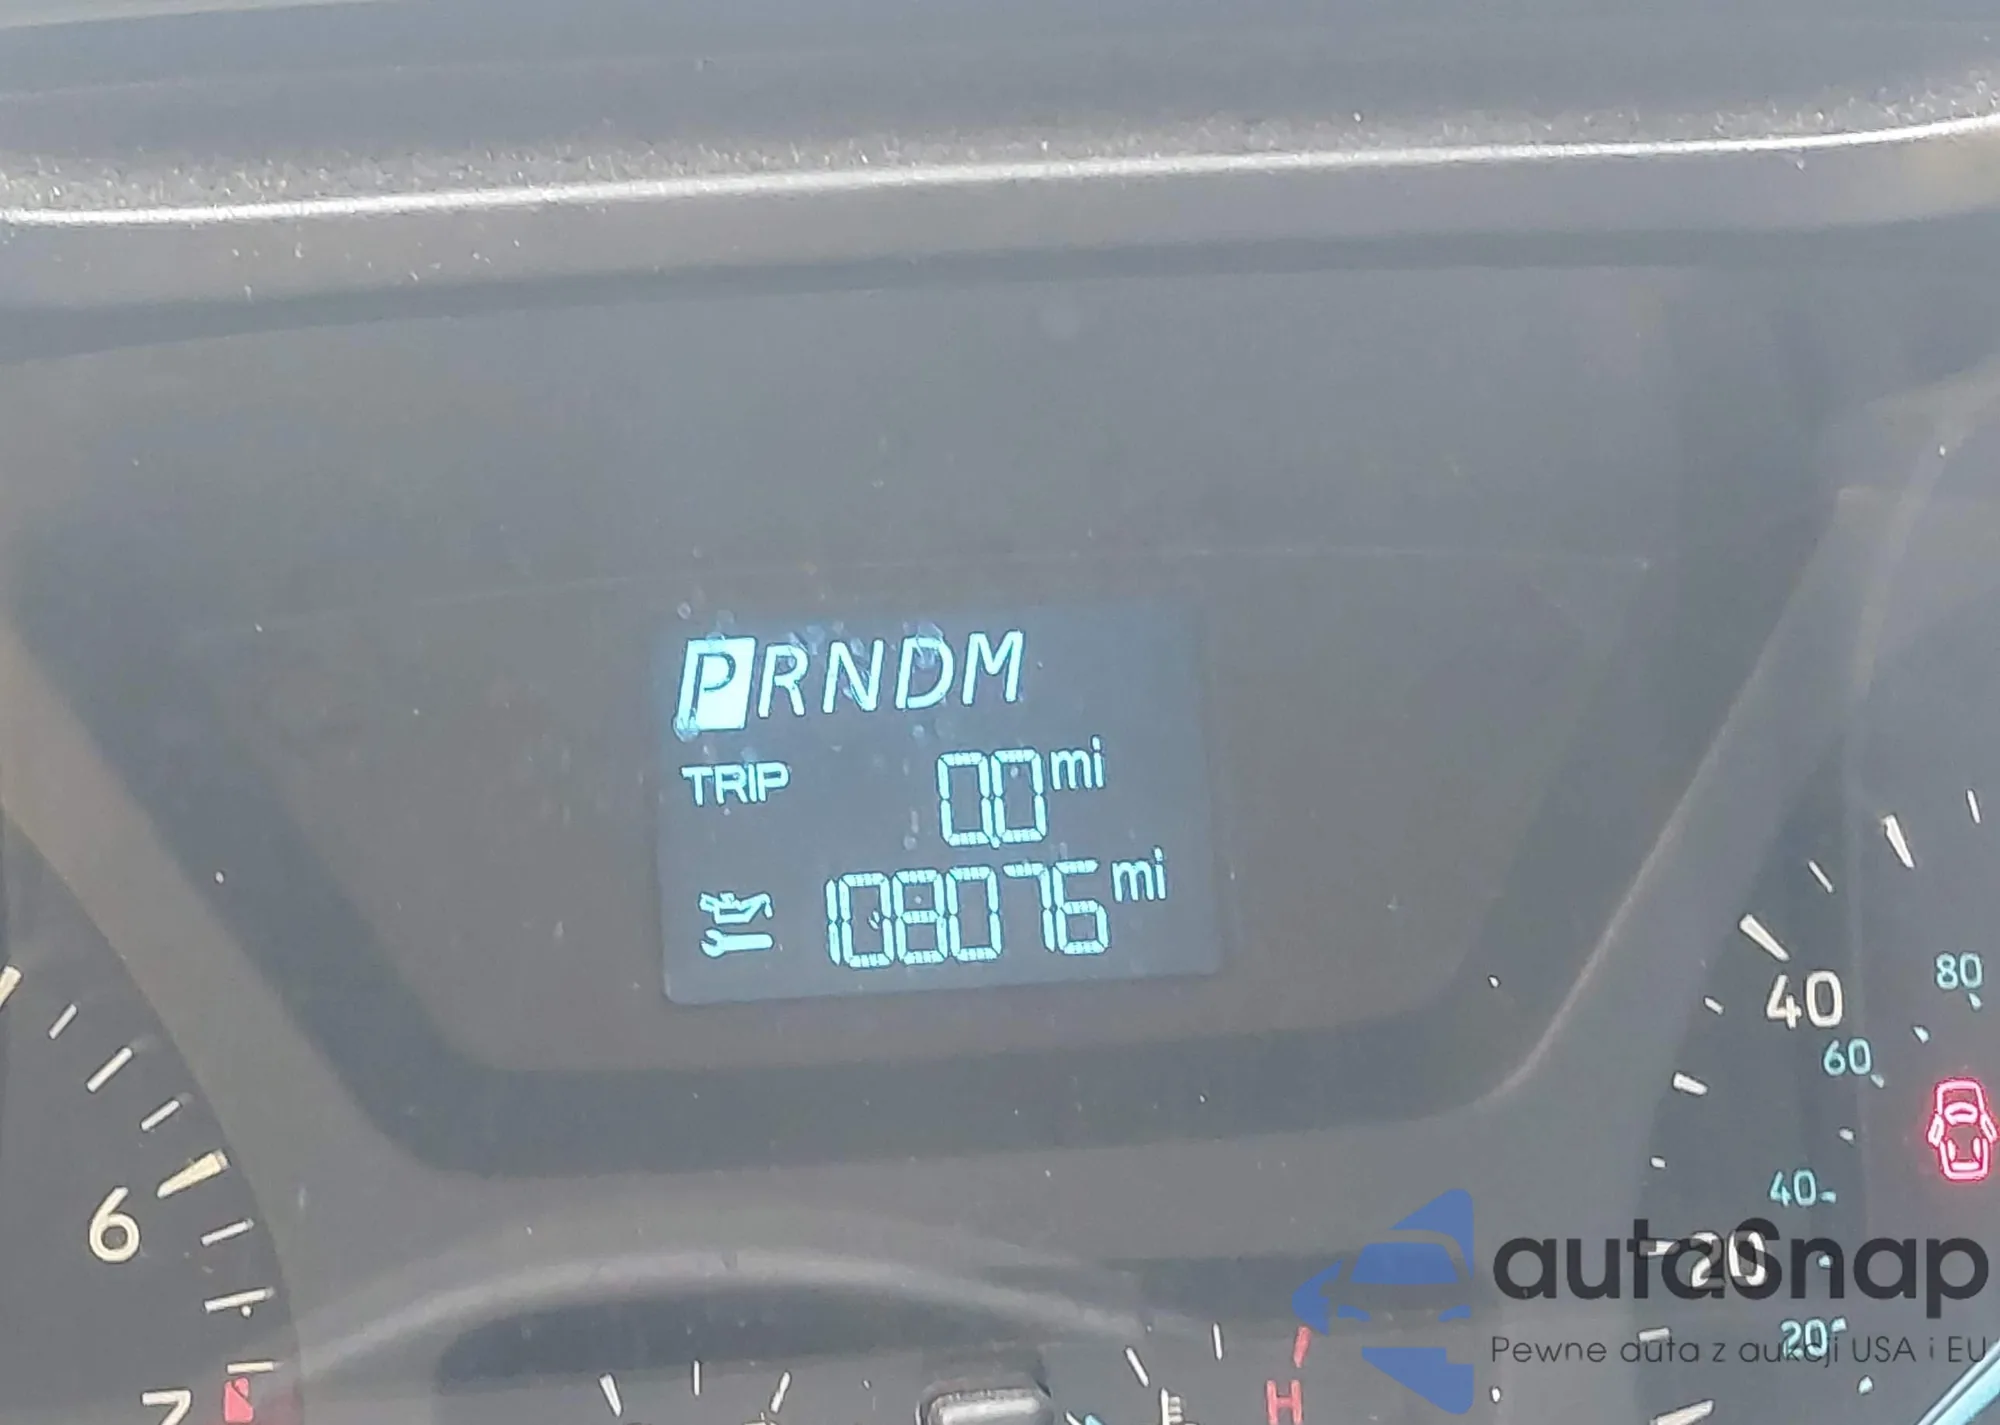 PRNDM
TRIP 0.0 mi
108076 mi
40
80
60
6
40
20
20
7
H
autoSnap
Pewne auta z aukcji USA i EU